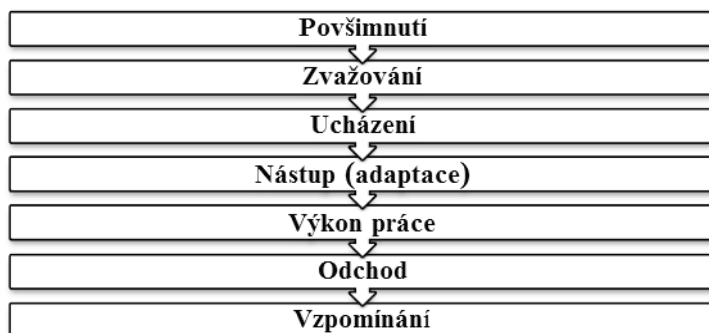 Povšimnutí
Zvažování
Ucházení
Nástup (adaptace)
Výkon práce
Odchod
Vzpomínání